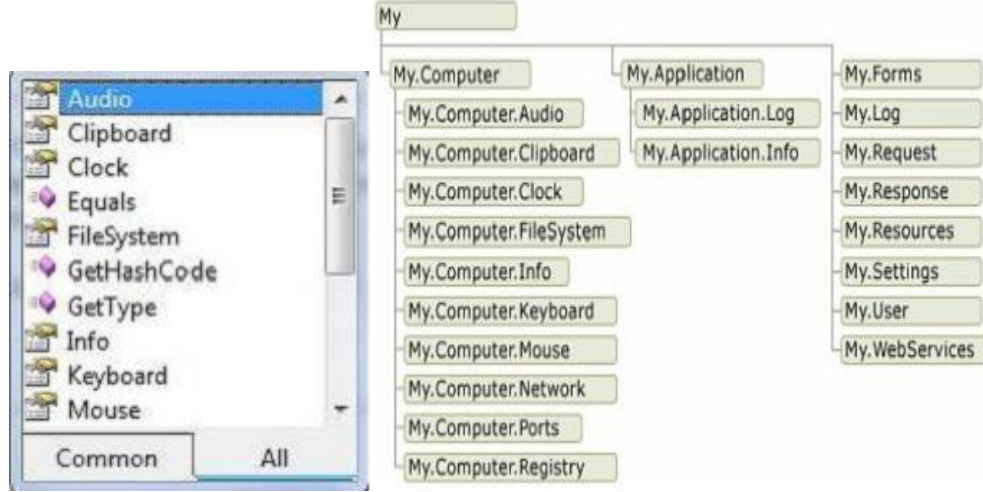 Audio
Clipboard
Clock
Equals
FileSystem
GetHashCode
GetType
Info
Keyboard
Mouse
Common
All
My
My.Computer
My.Computer.Audio
My.Computer.Clipboard
My.Computer.Clock
My.Computer.FileSystem
My.Computer.Info
My.Computer.Keyboard
My.Computer.Mouse
My.Computer.Network
My.Computer.Ports
My.Computer.Registry
My.Application
My.Application.Log
My.Application.Info
My.Forms
My.Log
My.Request
My.Response
My.Resources
My.Settings
My.User
My.WebServices